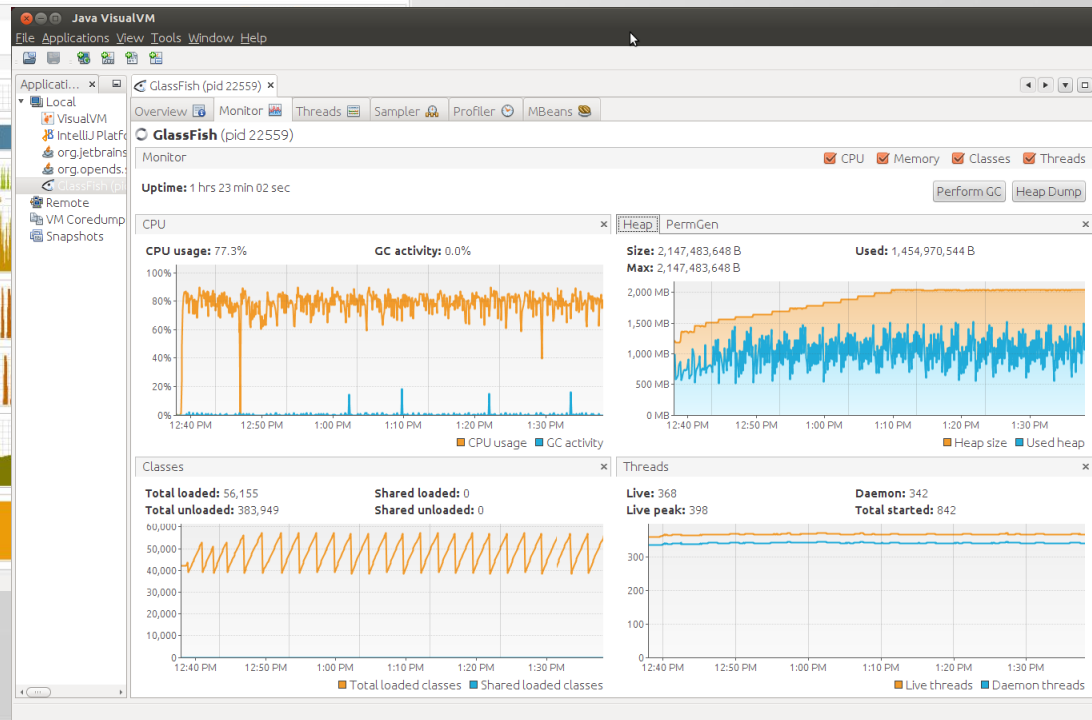 Java VisualVM
File Applications View Tools Window Help
Applicati...
GlassFish (pid 22559)
Local
VisualVM
IntelliJ Platfo
org.jetbrains
org.opends.s
GlassFish (pi
Remote
VM Coredump
Snapshots
Overview Monitor Threads Sampler Profiler MBeans
GlassFish (pid 22559)
Monitor CPU Memory Classes Threads
Uptime: 1 hrs 23 min 02 sec
Perform GC Heap Dump
CPU
CPU usage: 77.3% GC activity: 0.0%
100%
80%
60%
40%
20%
0%
12:40 PM 12:50 PM 1:00 PM 1:10 PM 1:20 PM 1:30 PM
CPU usage GC activity
Heap PermGen
Size: 2,147,483,648 B Used: 1,454,970,544 B
Max: 2,147,483,648 B
2,000 MB
1,500 MB
1,000 MB
500 MB
0 MB
12:40 PM 12:50 PM 1:00 PM 1:10 PM 1:20 PM 1:30 PM
Heap size Used heap
Classes
Total loaded: 56,155 Shared loaded: 0
Total unloaded: 383,949 Shared unloaded: 0
60,000
50,000
40,000
30,000
20,000
10,000
0
12:40 PM 12:50 PM 1:00 PM 1:10 PM 1:20 PM 1:30 PM
Total loaded classes Shared loaded classes
Threads
Live: 368 Daemon: 342
Live peak: 398 Total started: 842
300
200
100
0
12:40 PM 12:50 PM 1:00 PM 1:10 PM 1:20 PM 1:30 PM
Live threads Daemon threads